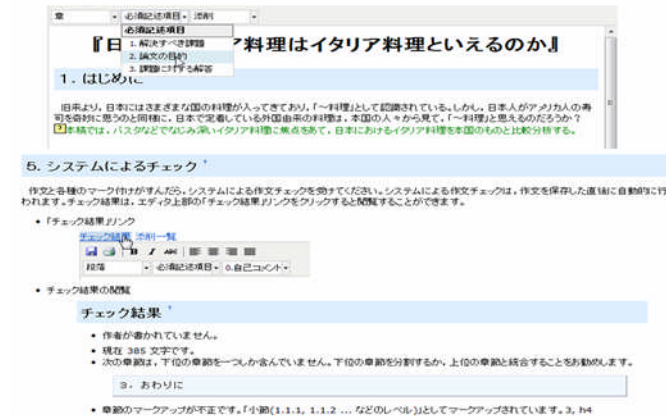 章 必須記述項目 添削
必須記述項目
1. 解決すべき課題
2. 論文の目的
3. 課題に対する解答
『日 ア料理はイタリア料理といえるのか』
1. はじめに
旧来より，日本にはさまざまな国の料理が入ってきており，「～料理」として認識されている。しかし，日本人がアメリカ人の寿
司を奇妙に思うのと同様に，日本で定着している外国由来の料理は，本国の人々から見て，「～料理」と思えるのだろうか？
本稿では，パスタなどでなじみ深いイタリア料理に焦点をあて，日本におけるイタリア料理を本国のものと比較分析する。
5. システムによるチェック
作文と各種のマーク付けがすんだら，システムによる作文チェックを受けてください。システムによる作文チェックは，作文を保存した直後に自動的に行
われます。チェック結果は，エディタ上部の「チェック結果」リンクをクリックすると閲覧することができます。
• 「チェック結果」リンク
チェック結果 添削一覧
B I ABC
段落 必須記述項目 0.自己コメント
• チェック結果の閲覧
チェック結果
• 作者が書かれていません。
• 現在 385 文字です。
• 次の章節は，下位の章節を一つしか含んでいません。下位の章節を分割するか，上位の章節と統合することをお勧めします。
3. おわりに
• 章節のマークアップが不正です。「小節(1.1.1, 1.1.2 ... などのレベル)」としてマークアップされています。3, h4